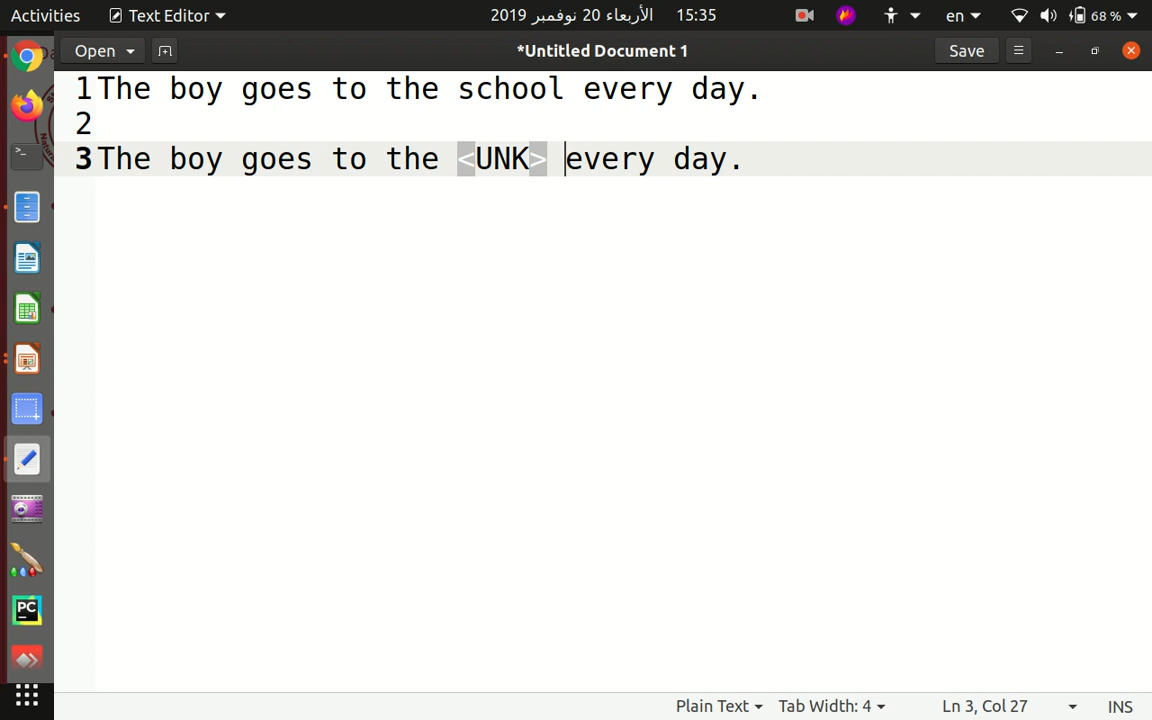 Activities Text Editor الأربعاء 20 نوفمبر 2019 15:35 en 68 %
Open *Untitled Document 1 Save
1 The boy goes to the school every day.
2
3 The boy goes to the <UNK> every day.
PC
Plain Text Tab Width: 4 Ln 3, Col 27 INS